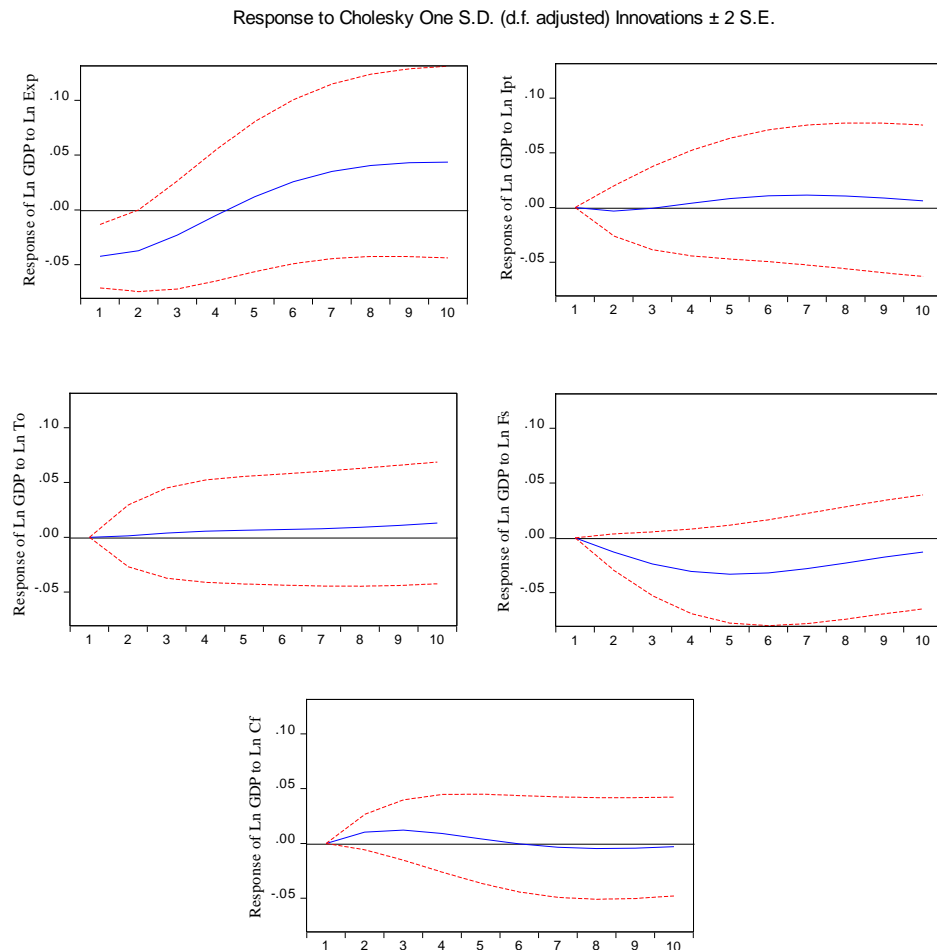 Response to Cholesky One S.D. (d.f. adjusted) Innovations ± 2 S.E.
Response of Ln GDP to Ln Exp
.10
.05
.00
-.05
1 2 3 4 5 6 7 8 9 10
Response of Ln GDP to Ln Ipt
.10
.05
.00
-.05
1 2 3 4 5 6 7 8 9 10
Response of Ln GDP to Ln To
.10
.05
.00
-.05
1 2 3 4 5 6 7 8 9 10
Response of Ln GDP to Ln Fs
.10
.05
.00
-.05
1 2 3 4 5 6 7 8 9 10
Response of Ln GDP to Ln Cf
.10
.05
.00
-.05
1 2 3 4 5 6 7 8 9 10